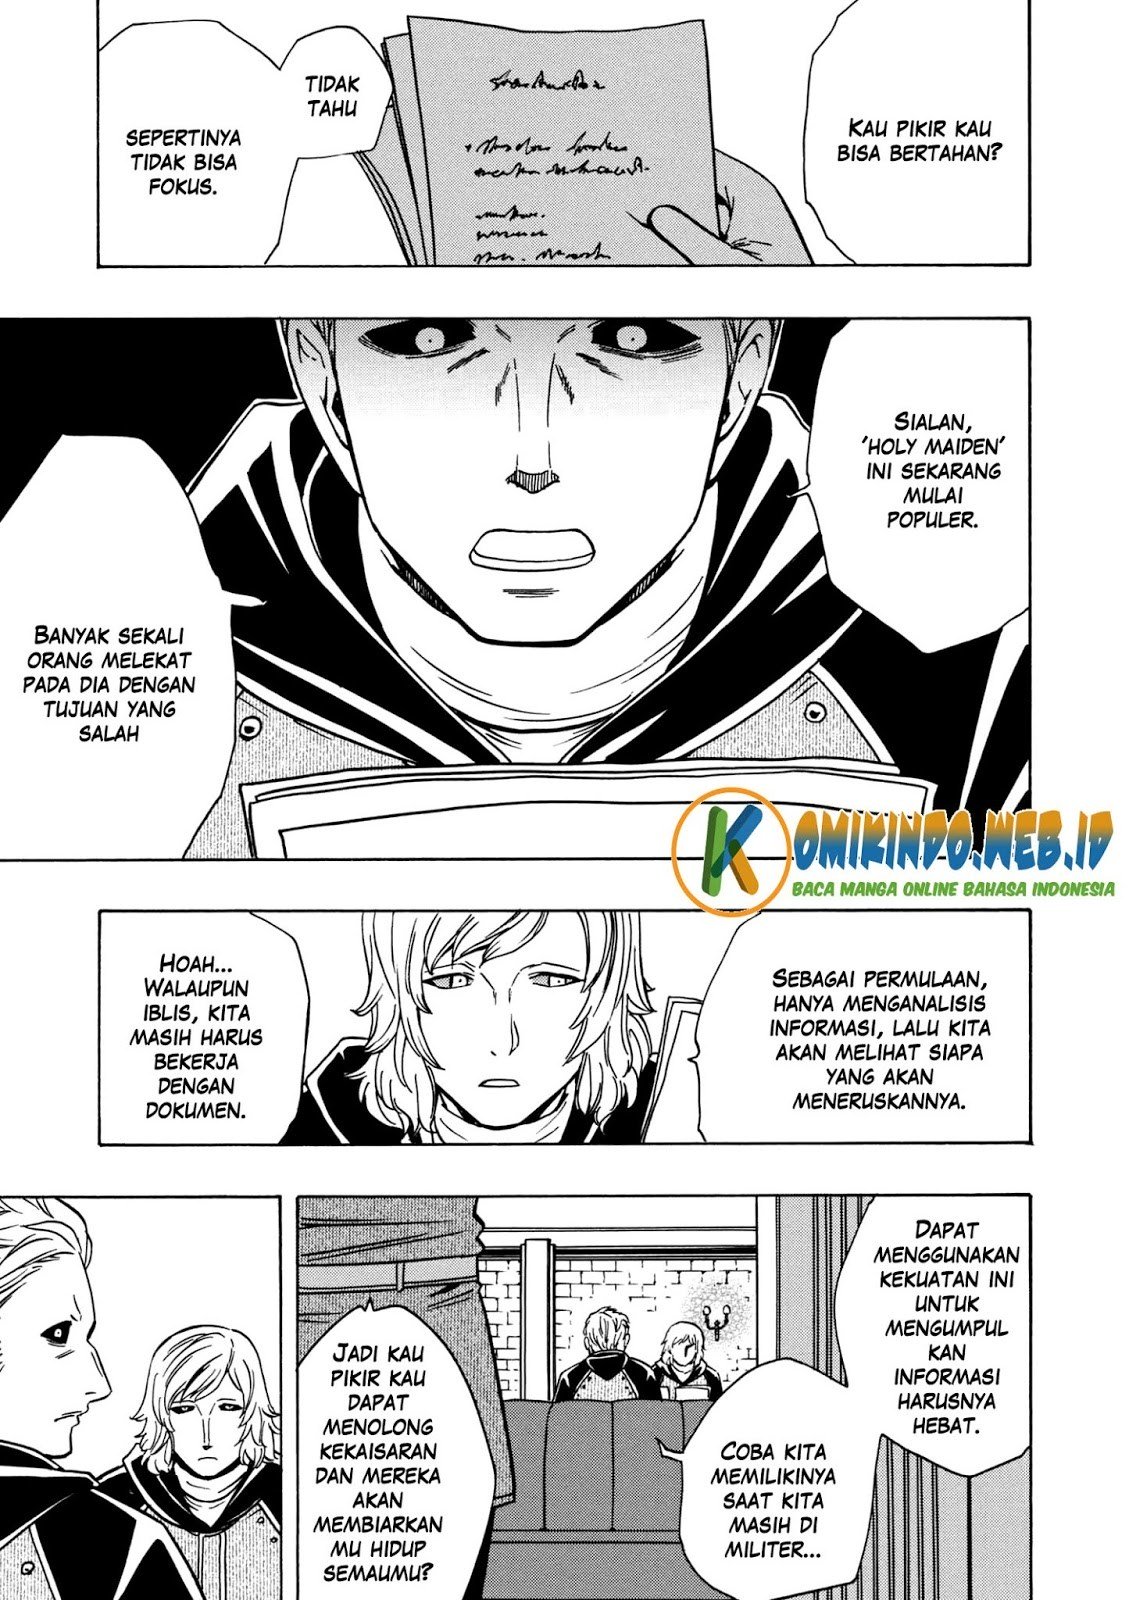 KAU PIKIR KAU
BISA BERTAHAN?
TIDAK
TAHU
SEPERTINYA
TIDAK BISA
FOKUS.
SIALAN,
'HOLY MAIDEN'
INI SEKARANG
MULAI
POPULER.
BANYAK SEKALI
ORANG MELEKAT
PADA DIA DENGAN
TUJUAN YANG
SALAH
KOMIKINDO.WEB.ID
BACA MANGA ONLINE BAHASA INDONESIA
SEBAGAI PERMULAAN,
HANYA MENGANALISIS
INFORMASI, LALU KITA
AKAN MELIHAT SIAPA
YANG AKAN
MENERUSKANNYA.
HOAH...
WALAUPUN
IBLIS, KITA
MASIH HARUS
BEKERJA
DENGAN
DOKUMEN.
DAPAT
MENGGUNAKAN
KEKUATAN INI
UNTUK
MENGUMPUL
KAN
INFORMASI
HARUSNYA
HEBAT.
COBA KITA
MEMILIKINYA
SAAT KITA
MASIH DI
MILITER...
JADI KAU
PIKIR KAU
DAPAT
MENOLONG
KEKAISARAN
DAN MEREKA
AKAN
MEMBIARKAN
MU HIDUP
SEMAUMU?